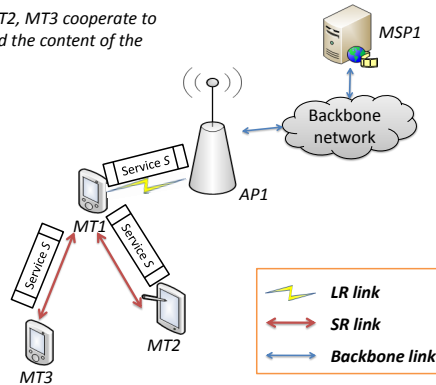 T2, MT3 cooperate to
d the content of the
MSP1
Backbone
network
Service S
AP1
MT1
Service S
Service S
MT2
MT3
LR link
SR link
Backbone link